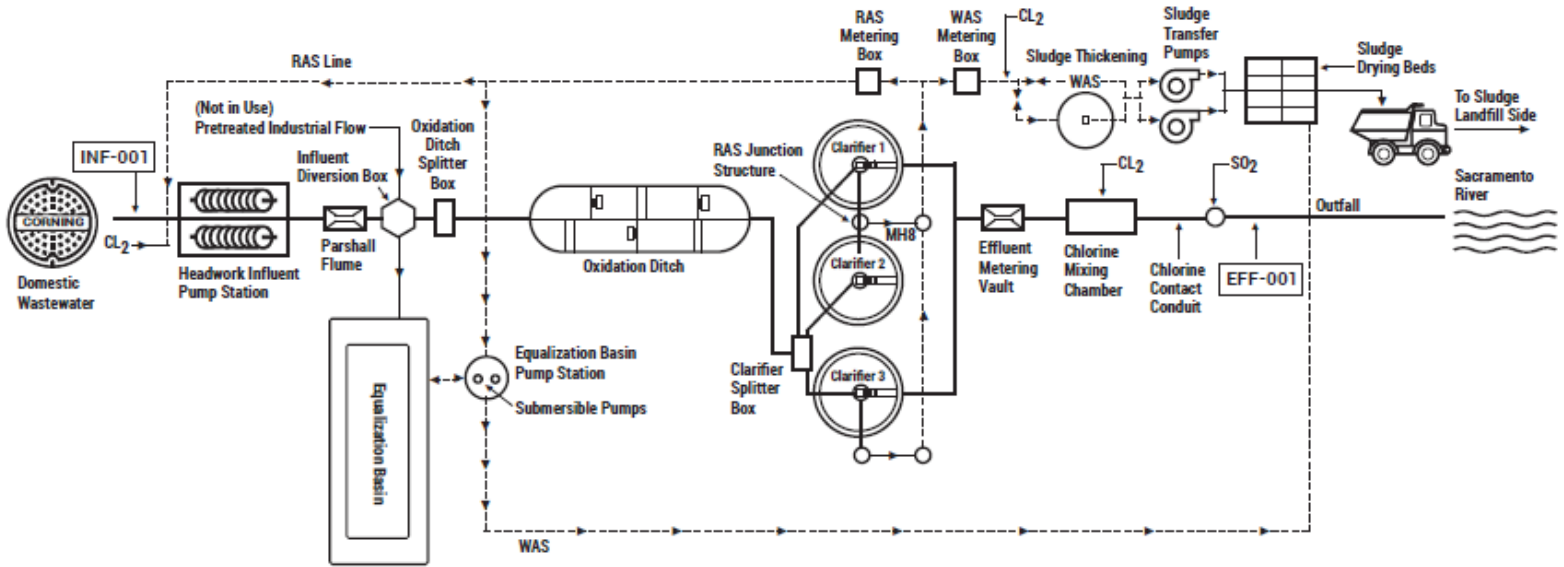 RAS
Metering
Box
WAS
Metering
Box
CL2
Sludge
Transfer
Pumps
Sludge Thickening
WAS
Sludge
Drying Beds
To Sludge
Landfill Side
RAS Line
(Not in Use)
Pretreated Industrial Flow
Oxidation
Ditch
Splitter
Box
INF-001
Influent
Diversion Box
CORNING
CL2
Domestic
Wastewater
Headwork Influent
Pump Station
Parshall
Flume
Oxidation Ditch
RAS Junction
Structure
Clarifier 1
MH8
Clarifier 2
Clarifier 3
Clarifier
Splitter
Box
Effluent
Metering
Vault
CL2
Chlorine
Mixing
Chamber
Chlorine
Contact
Conduit
SO2
EFF-001
Outfall
Sacramento
River
Equalization Basin
Equalization Basin
Pump Station
Submersible Pumps
WAS